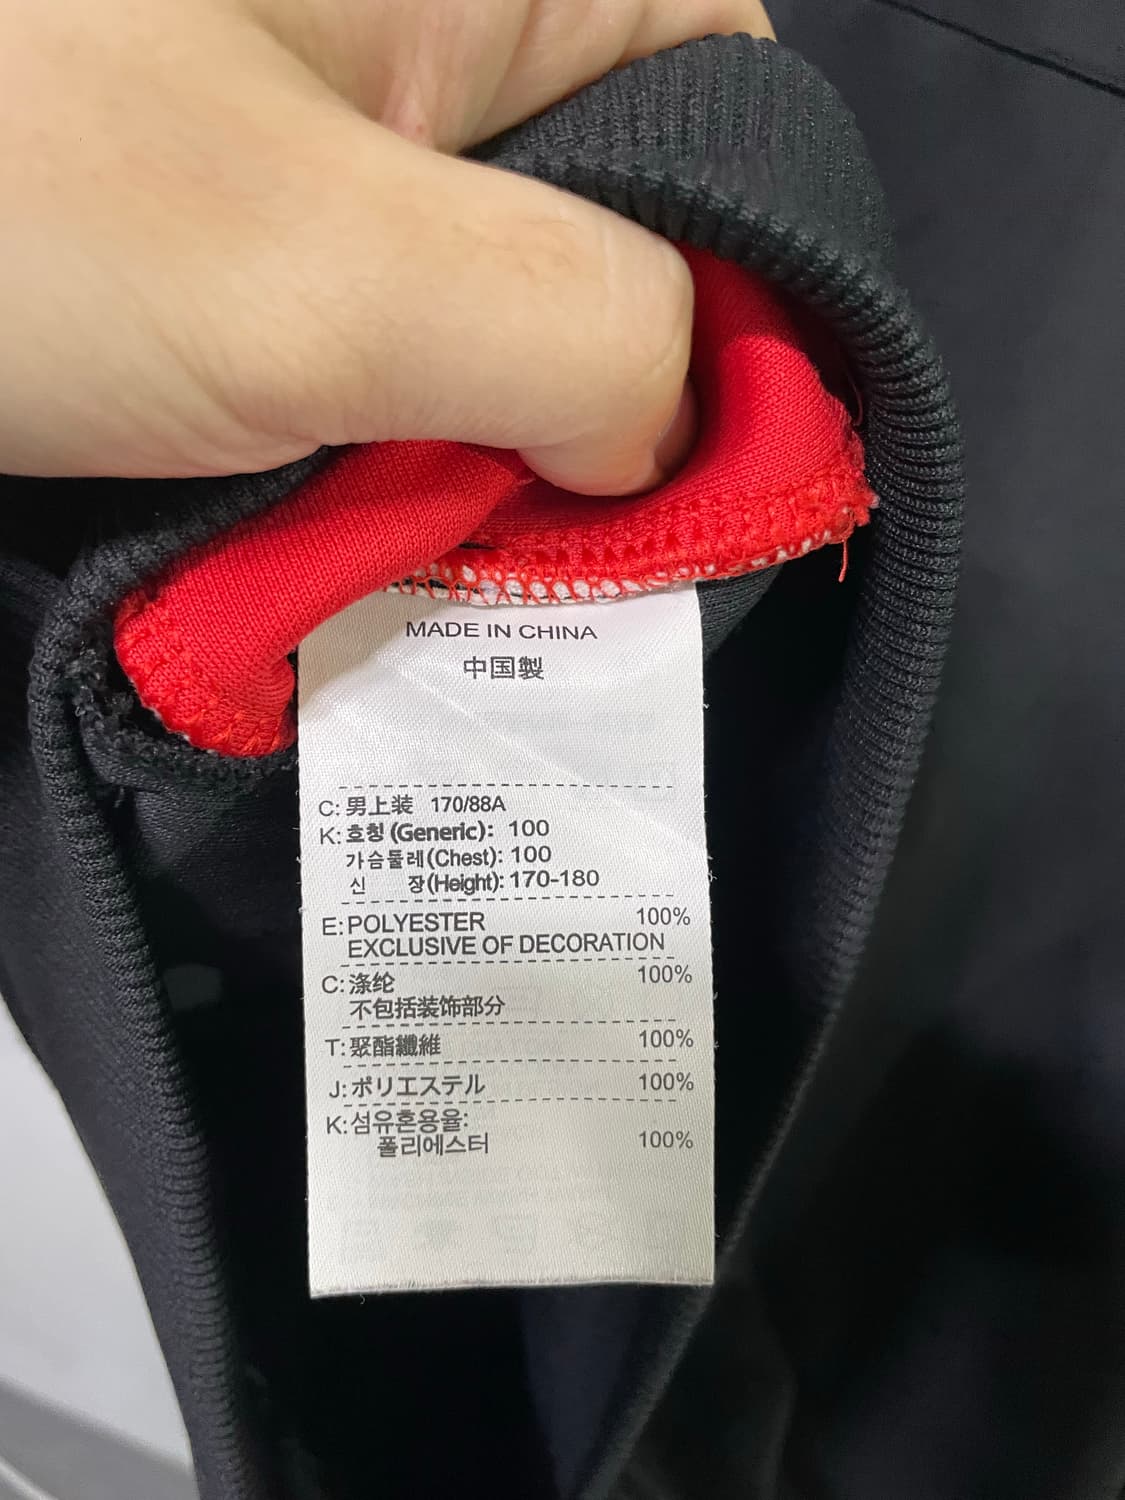 MADE IN CHINA
中国製
C: 男上装 170/88A
K: 호칭 (Generic): 100
가슴둘레(Chest): 100
신 장(Height): 170-180
E: POLYESTER 100%
EXCLUSIVE OF DECORATION
C: 涤纶 100%
不包括装饰部分
T: 聚酯纖維 100%
J: ポリエステル 100%
K: 섬유혼용율:
폴리에스터 100%